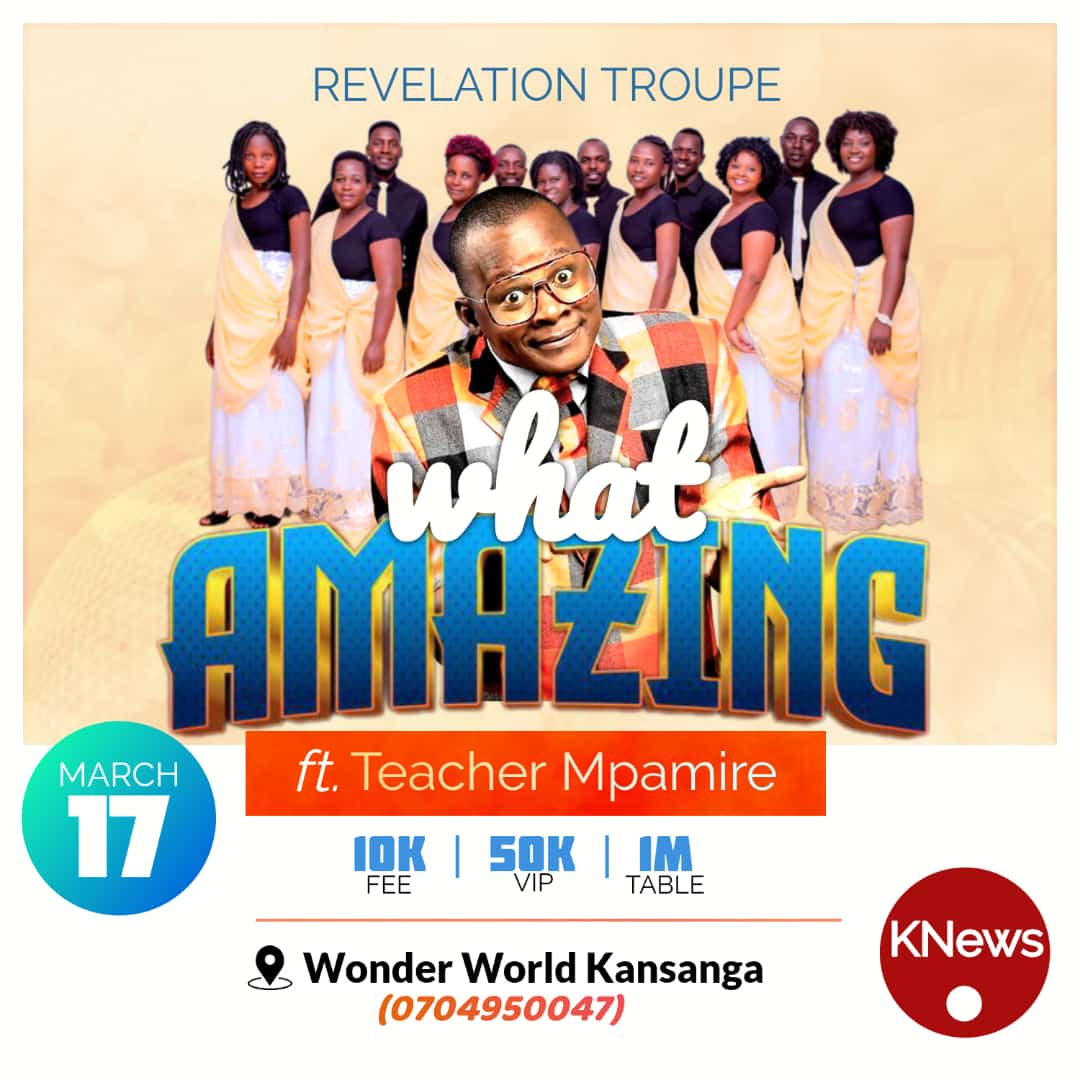 REVELATION TROUPE
what
AMAZING
MARCH
17
ft. Teacher Mpamire
10K | 50K | 1M
FEE VIP TABLE
Wonder World Kansanga
(0704950047)
KNews